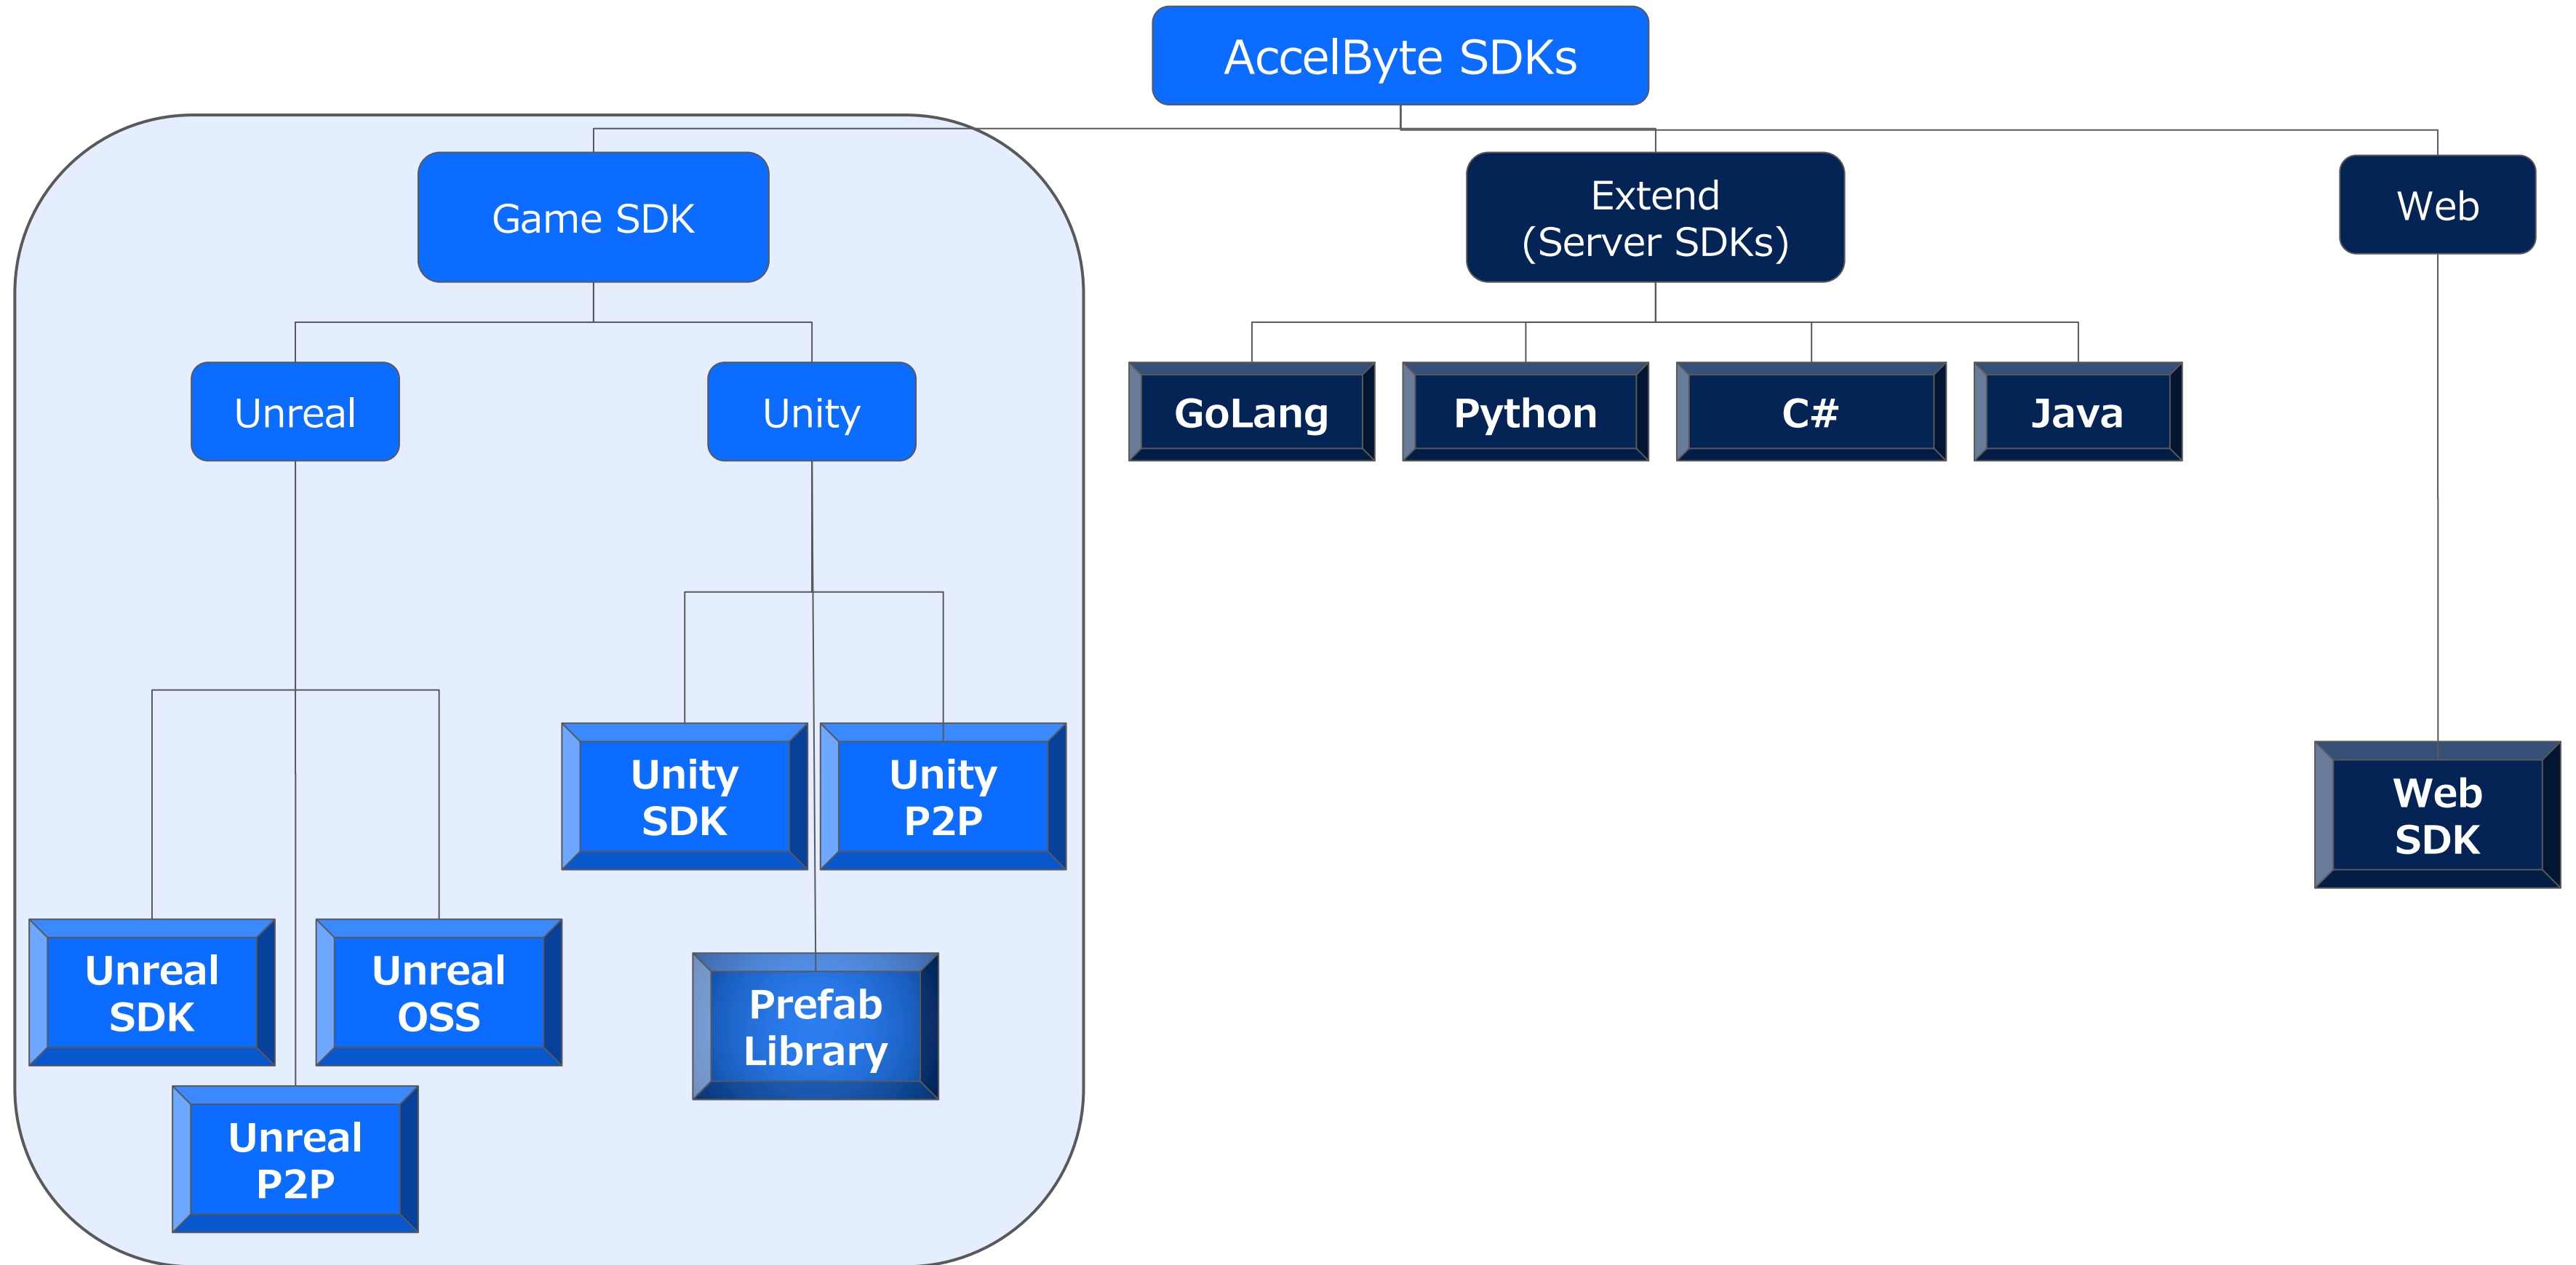 AccelByte SDKs
Game SDK
Extend
(Server SDKs)
Web
Unreal
Unity
GoLang
Python
C#
Java
Unity
SDK
Unity
P2P
Web
SDK
Unreal
SDK
Unreal
OSS
Prefab
Library
Unreal
P2P